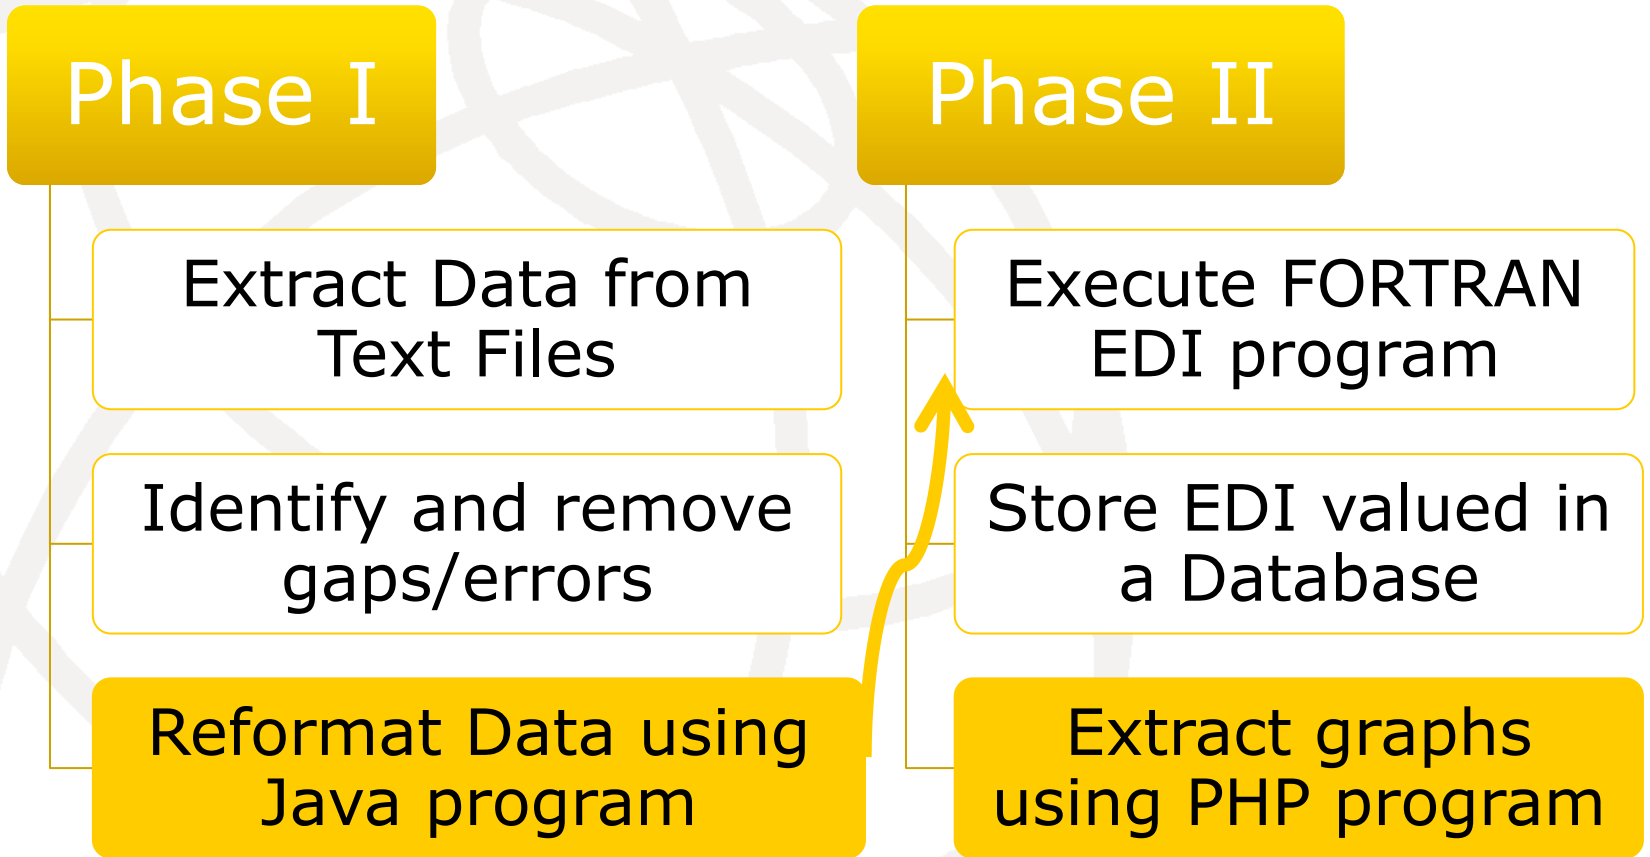 Phase I
Extract Data from
Text Files
Identify and remove
gaps/errors
Reformat Data using
Java program
Phase II
Execute FORTRAN
EDI program
Store EDI valued in
a Database
Extract graphs
using PHP program